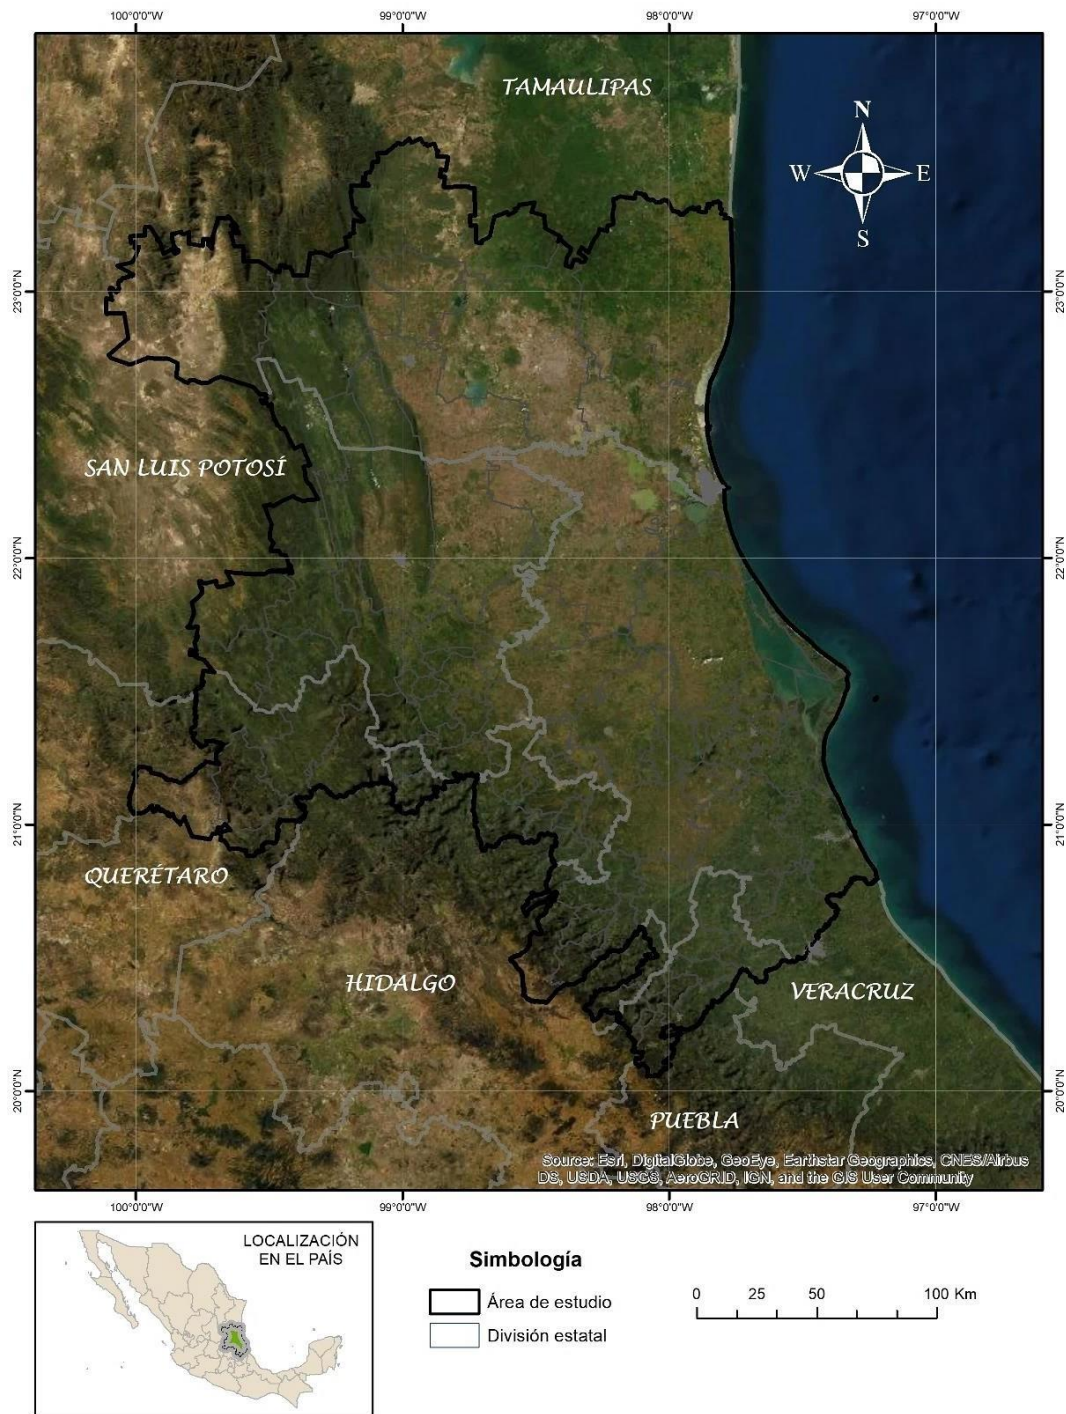 100°0'0"W
99°0'0"W
98°0'0"W
97°0'0"W
TAMAULIPAS
N
W
E
S
23°0'0"N
23°0'0"N
SAN LUIS POTOSÍ
22°0'0"N
22°0'0"N
21°0'0"N
21°0'0"N
QUERÉTARO
HIDALGO
VERACRUZ
20°0'0"N
20°0'0"N
PUEBLA
Source: Esri, DigitalGlobe, GeoEye, Earthstar Geographics, CNES/Airbus
DS, USDA, USGS, AeroGRID, IGN, and the GIS User Community
100°0'0"W
99°0'0"W
98°0'0"W
97°0'0"W
LOCALIZACIÓN
EN EL PAÍS
Simbología
Área de estudio
División estatal
0 25 50 100 Km